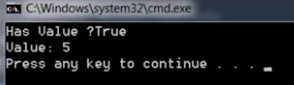 C:\Windows\system32\cmd.exe
Has Value ?True
Value: 5
Press any key to continue . . .